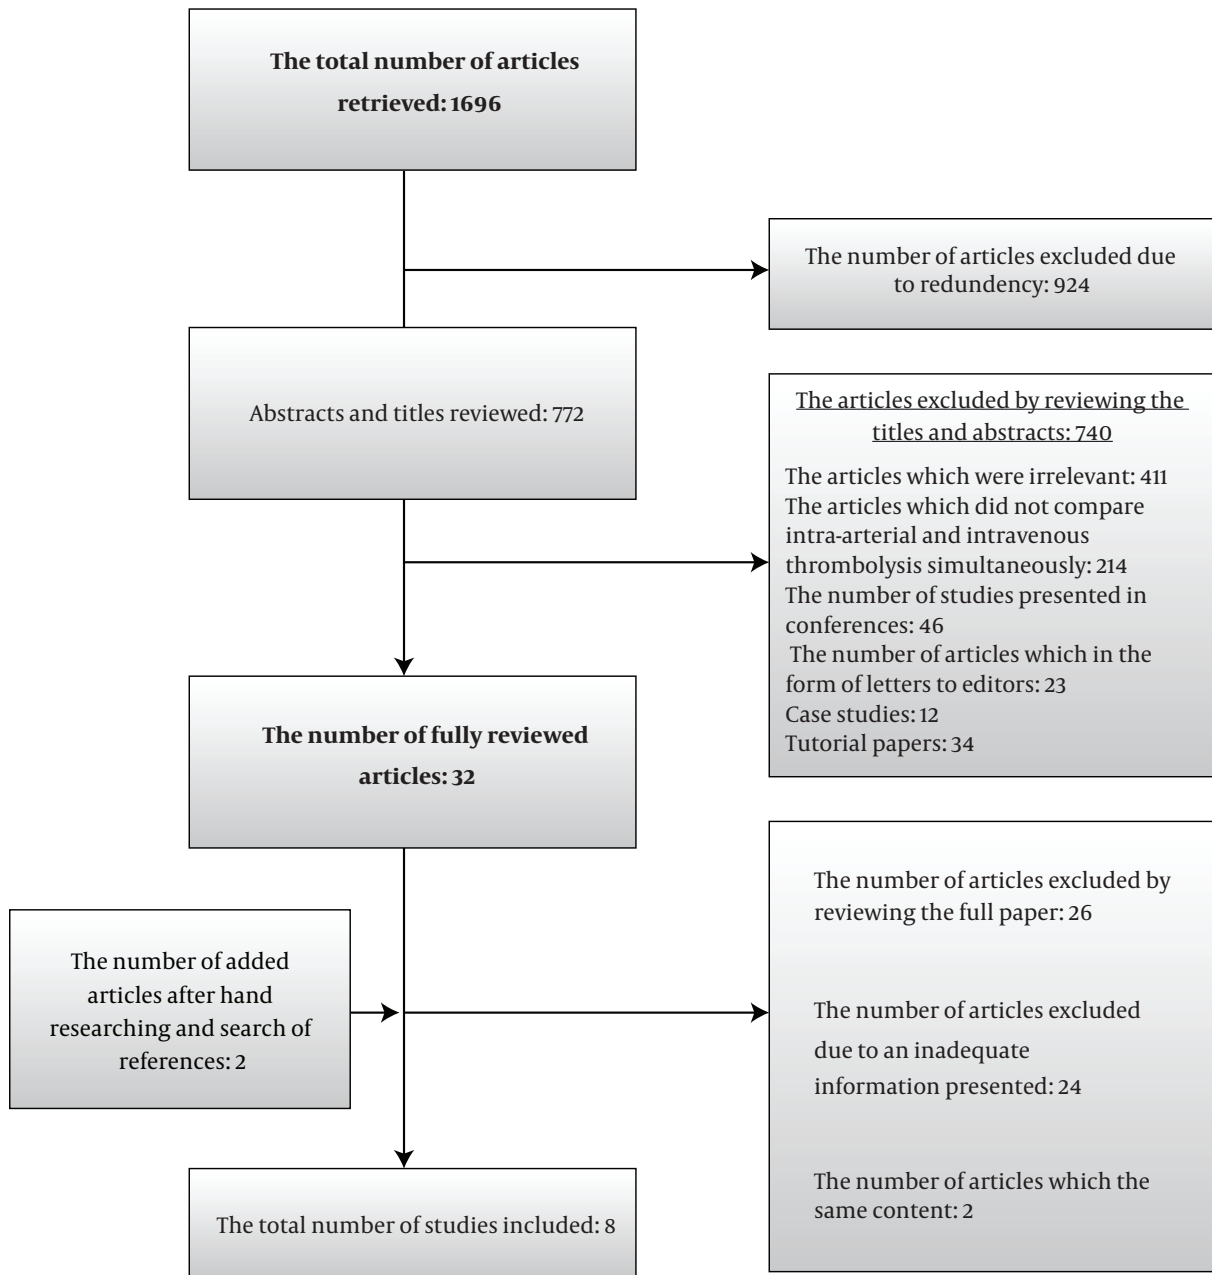 The total number of articles
retrieved: 1696
The number of articles excluded due
to redundency: 924
Abstracts and titles reviewed: 772
The articles excluded by reviewing the
titles and abstracts: 740
The articles which were irrelevant: 411
The articles which did not compare
intra-arterial and intravenous
thrombolysis simultaneously: 214
The number of studies presented in
conferences: 46
The number of articles which in the
form of letters to editors: 23
Case studies: 12
Tutorial papers: 34
The number of fully reviewed
articles: 32
The number of added
articles after hand
researching and search of
references: 2
The number of articles excluded by
reviewing the full paper: 26
The number of articles excluded
due to an inadequate
information presented: 24
The number of articles which the
same content: 2
The total number of studies included: 8